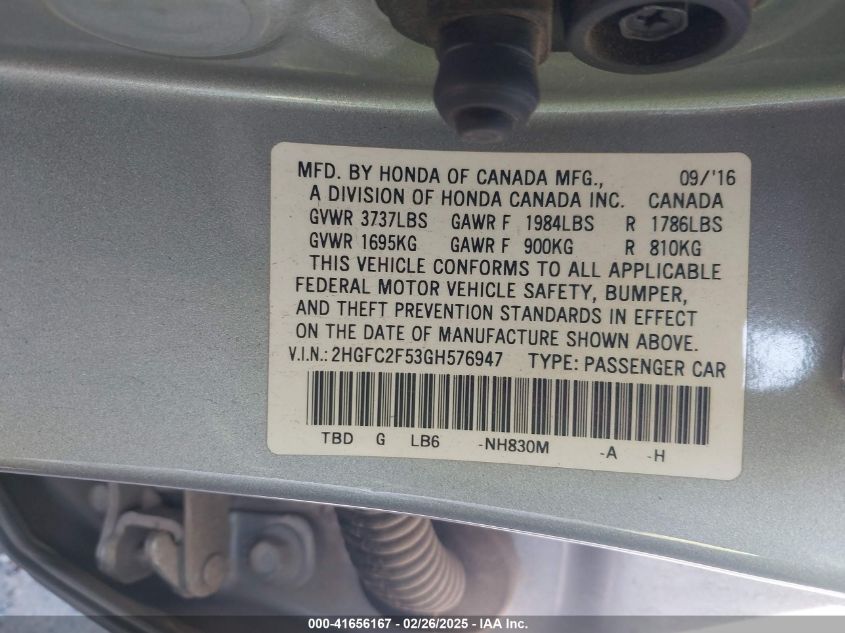 MFD. BY HONDA OF CANADA MFG., 09/'16
A DIVISION OF HONDA CANADA INC. CANADA
GVWR 3737LBS GAWR F 1984LBS R 1786LBS
GVWR 1695KG GAWR F 900KG R 810KG
THIS VEHICLE CONFORMS TO ALL APPLICABLE
FEDERAL MOTOR VEHICLE SAFETY, BUMPER,
AND THEFT PREVENTION STANDARDS IN EFFECT
ON THE DATE OF MANUFACTURE SHOWN ABOVE.
V.I.N.: 2HGFC2F53GH576947 TYPE: PASSENGER CAR
TBD G LB6 -NH830M -A -H
000-41656167 - 02/26/2025 - IAA Inc.